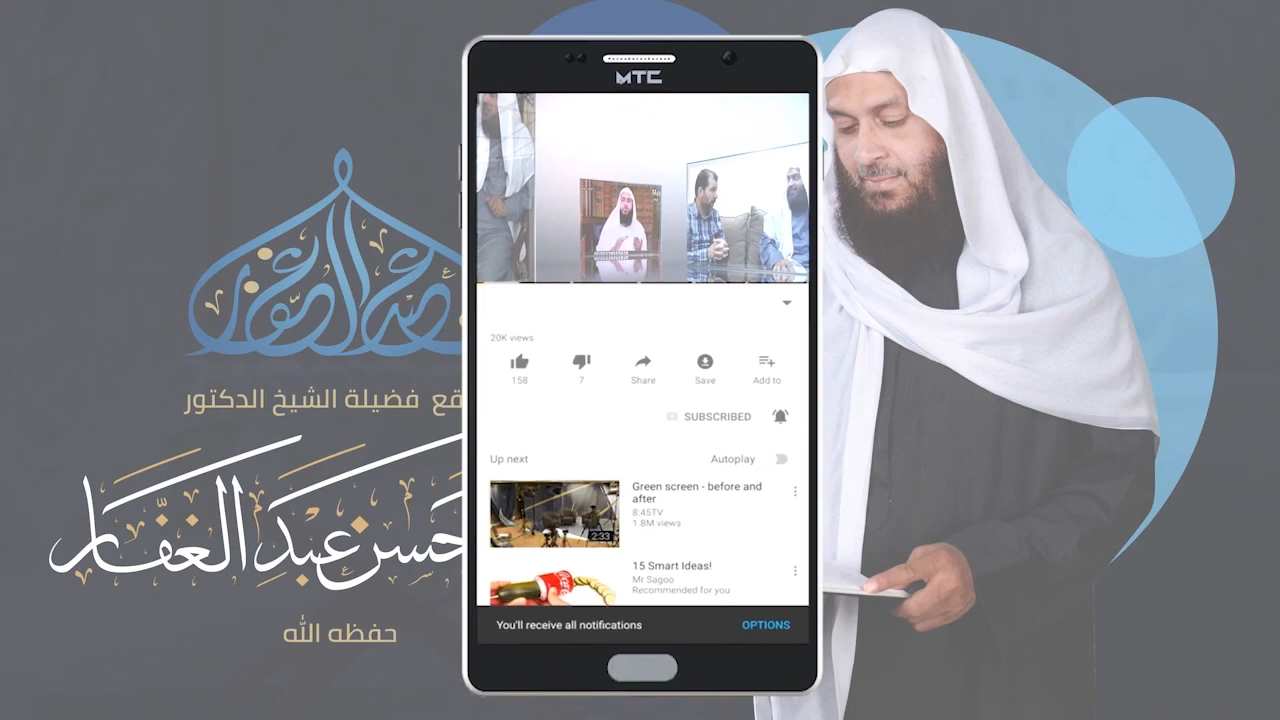 MTC
20K views
158
7
Share
Save
Add to
SUBSCRIBED
Up next
Autoplay
Green screen - before and
after
8:45TV
1.8M views
2:33
15 Smart Ideas!
Mr Sagoo
Recommended for you
You'll receive all notifications
OPTIONS
قع فضيلة الشيخ الدكتور
حسن عبد الغفار
حفظه الله